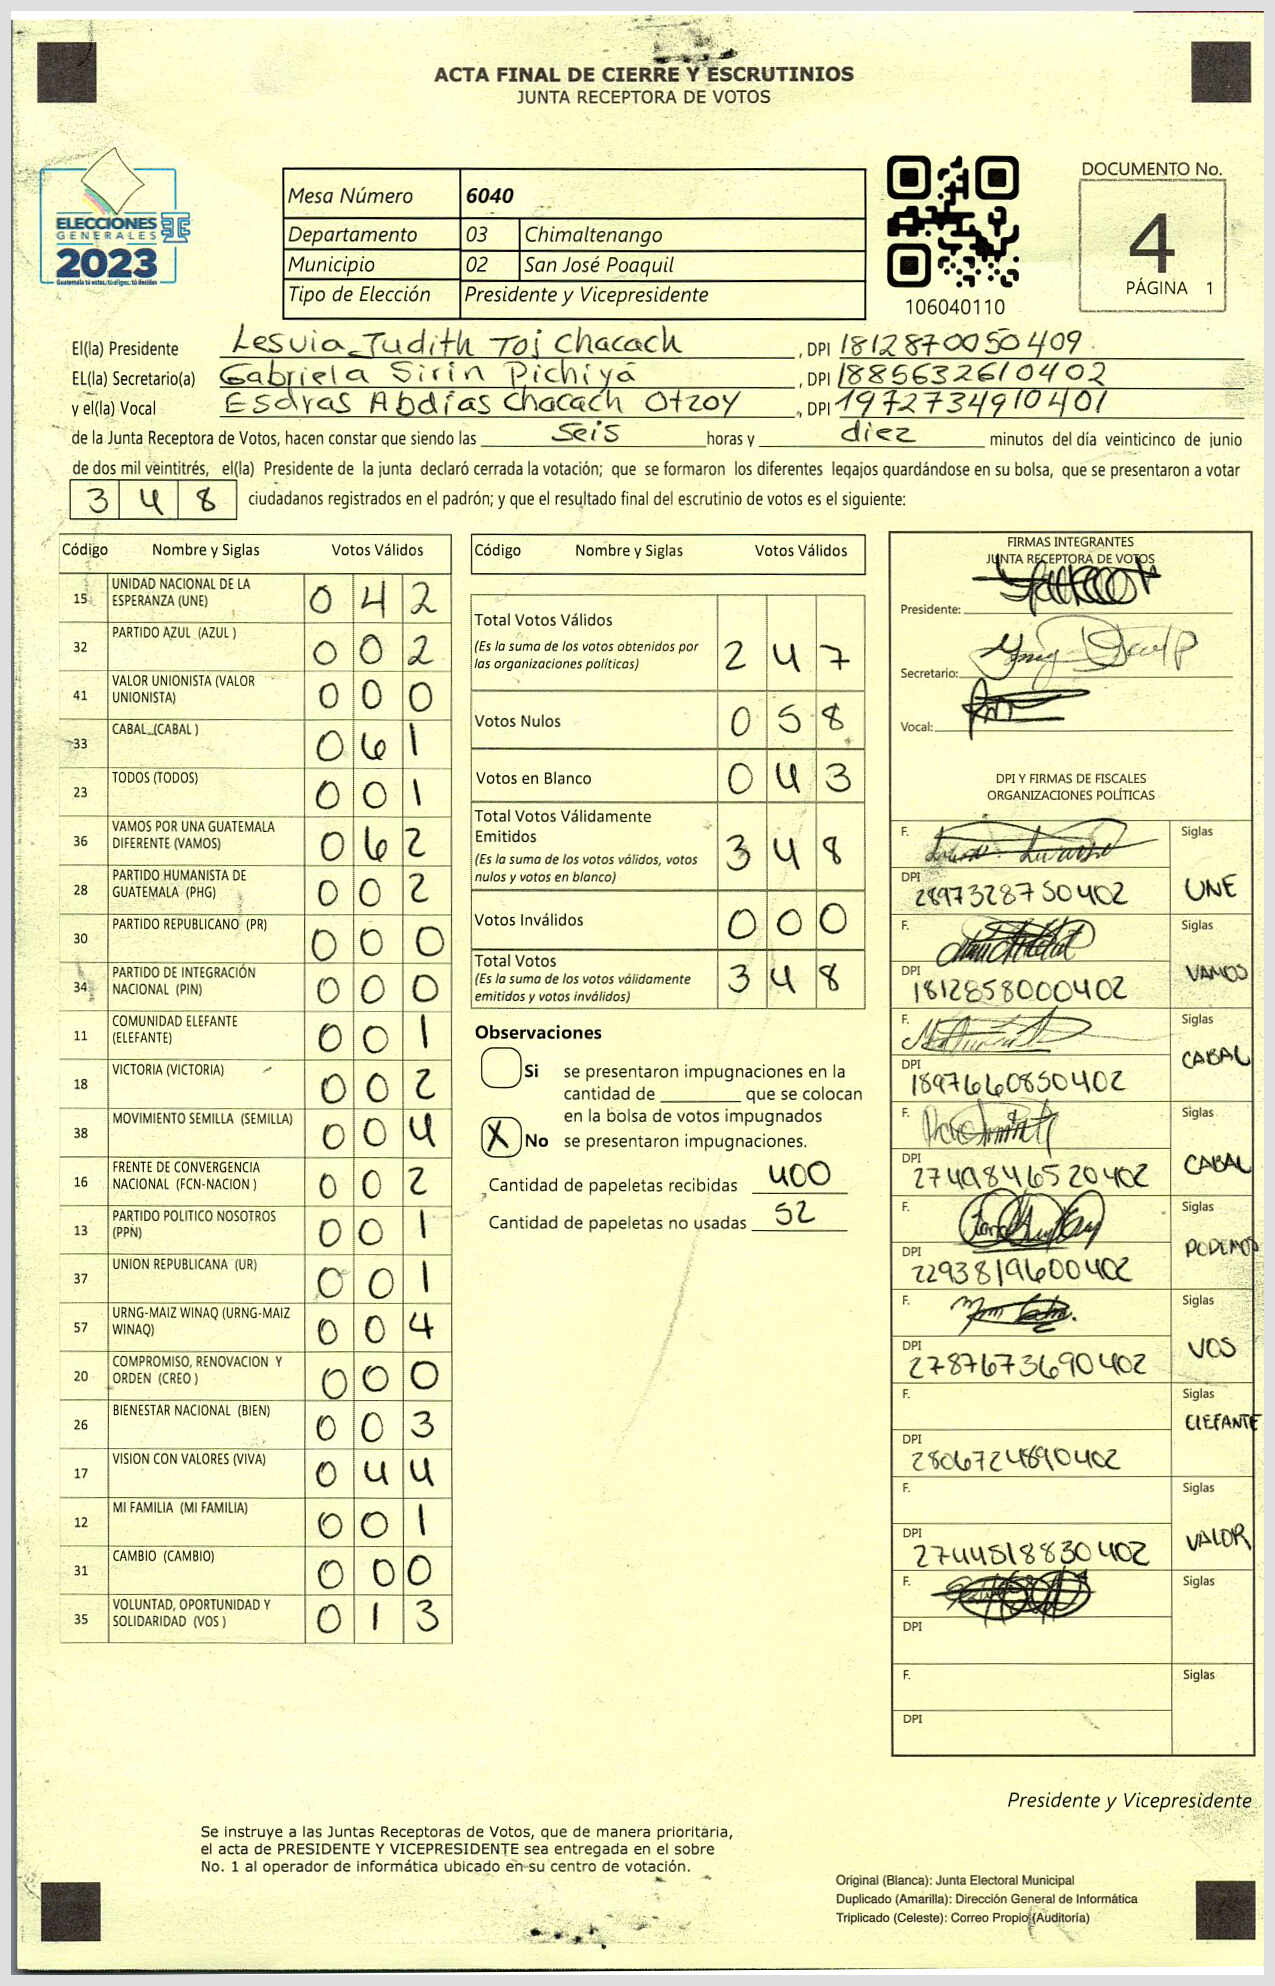 ACTA FINAL DE CIERRE Y ESCRUTINIOS
JUNTA RECEPTORA DE VOTOS
ELECCIONES
GENERALES
2023
Guatemala tú votas, tú eliges, tú decides
Mesa Número 6040
Departamento 03 Chimaltenango
Municipio 02 San José Poaquil
Tipo de Elección Presidente y Vicepresidente
106040110
DOCUMENTO No.
4
PÁGINA 1
El(la) Presidente Lesvia Judith Toj Chacach, DPI 1812870050409
EL(la) Secretario(a) Gabriela Sirin Pichiyá, DPI 1885632610402
y el(la) Vocal Esdras Abdias Chacach Otzoy, DPI 1972734910401
de la Junta Receptora de Votos, hacen constar que siendo las seis horas y diez minutos del día veinticinco de junio
de dos mil veintitrés, el(la) Presidente de la junta declaró cerrada la votación; que se formaron los diferentes legajos guardándose en su bolsa, que se presentaron a votar
3 4 8 ciudadanos registrados en el padrón; y que el resultado final del escrutinio de votos es el siguiente:
Código Nombre y Siglas Votos Válidos
15 UNIDAD NACIONAL DE LA ESPERANZA (UNE) 0 4 2
32 PARTIDO AZUL (AZUL ) 0 0 2
41 VALOR UNIONISTA (VALOR UNIONISTA) 0 0 0
33 CABAL (CABAL ) 0 6 1
23 TODOS (TODOS) 0 0 1
36 VAMOS POR UNA GUATEMALA DIFERENTE (VAMOS) 0 6 2
28 PARTIDO HUMANISTA DE GUATEMALA (PHG) 0 0 2
30 PARTIDO REPUBLICANO (PR) 0 0 0
34 PARTIDO DE INTEGRACIÓN NACIONAL (PIN) 0 0 0
11 COMUNIDAD ELEFANTE (ELEFANTE) 0 0 1
18 VICTORIA (VICTORIA) 0 0 2
38 MOVIMIENTO SEMILLA (SEMILLA) 0 0 4
16 FRENTE DE CONVERGENCIA NACIONAL (FCN-NACION ) 0 0 2
13 PARTIDO POLITICO NOSOTROS (PPN) 0 0 1
37 UNION REPUBLICANA (UR) 0 0 1
57 URNG-MAIZ WINAQ (URNG-MAIZ WINAQ) 0 0 4
20 COMPROMISO, RENOVACION Y ORDEN (CREO ) 0 0 0
26 BIENESTAR NACIONAL (BIEN) 0 0 3
17 VISION CON VALORES (VIVA) 0 4 4
12 MI FAMILIA (MI FAMILIA) 0 0 1
31 CAMBIO (CAMBIO) 0 0 0
35 VOLUNTAD, OPORTUNIDAD Y SOLIDARIDAD (VOS ) 0 1 3
Código Nombre y Siglas Votos Válidos
Total Votos Válidos
(Es la suma de los votos obtenidos por las organizaciones políticas) 2 4 7
Votos Nulos 0 5 8
Votos en Blanco 0 4 3
Total Votos Válidamente Emitidos
(Es la suma de los votos válidos, votos nulos y votos en blanco) 3 4 8
Votos Inválidos 0 0 0
Total Votos
(Es la suma de los votos válidamente emitidos y votos inválidos) 3 4 8
Observaciones
Si se presentaron impugnaciones en la
cantidad de ________ que se colocan
en la bolsa de votos impugnados
X No se presentaron impugnaciones.
Cantidad de papeletas recibidas 400
Cantidad de papeletas no usadas 52
FIRMAS INTEGRANTES
JUNTA RECEPTORA DE VOTOS
Presidente:
Secretario:
Vocal:
DPI Y FIRMAS DE FISCALES
ORGANIZACIONES POLÍTICAS
F. Siglas
DPI 2897328750402 UNE
F. Siglas
DPI 1812858000402 VAMOS
F. Siglas
DPI 1897660850402 CABAL
F. Siglas
DPI 2749846520402 CABAL
F. Siglas
DPI 2293819600402 PODEMOS
F. Siglas
DPI 2787673690402 VOS
F. Siglas
DPI 2806724890402 ELEFANTE
F. Siglas
DPI 2744518830402 VALOR
F. Siglas
DPI
F. Siglas
DPI
Presidente y Vicepresidente
Se instruye a las Juntas Receptoras de Votos, que de manera prioritaria,
el acta de PRESIDENTE Y VICEPRESIDENTE sea entregada en el sobre
No. 1 al operador de informática ubicado en su centro de votación.
Original (Blanca): Junta Electoral Municipal
Duplicado (Amarilla): Dirección General de Informática
Triplicado (Celeste): Correo Propio (Auditoría)